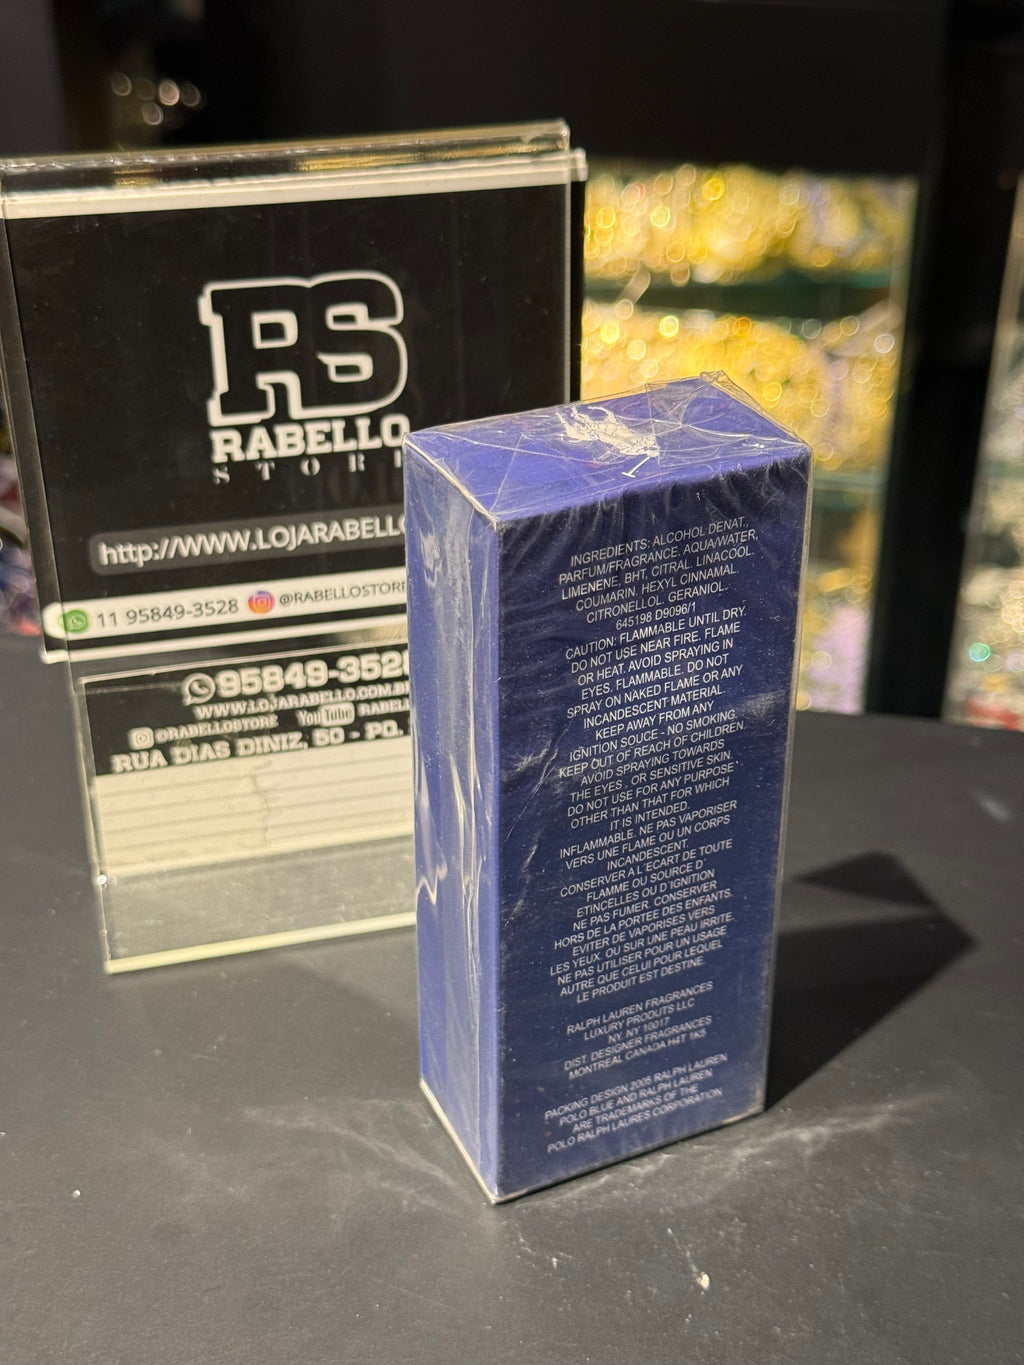 RS
RABELLO
STOR
http://WWW.LOJARABELLO
11 95849-3528 @RABELLOSTORE
95849-3528
WWW.LOJARABELLO.COM.B
@RABELLOSTORE YouTube RABEL
RUA DIAS DINIZ, 50 - PQ.
INGREDIENTS: ALCOHOL DENAT.,
PARFUM/FRAGRANCE. AQUA/WATER,
LIMENENE, BHT, CITRAL. LINACOOL.
COUMARIN. HEXYL CINNAMAL
CITRONELLOL. GERANIOL.
645198 D9096/1
CAUTION: FLAMMABLE UNTIL DRY.
DO NOT USE NEAR FIRE. FLAME
OR HEAT. AVOID SPRAYING IN
EYES. FLAMMABLE. DO NOT
SPRAY ON NAKED FLAME OR ANY
INCANDESCENT MATERIAL.
KEEP AWAY FROM ANY
IGNITION SOUCE - NO SMOKING.
KEEP OUT OF REACH OF CHILDREN.
AVOID SPRAYING TOWARDS
THE EYES , OR SENSITIVE SKIN.
DO NOT USE FOR ANY PURPOSE
OTHER THAN THAT FOR WHICH
IT IS INTENDED.
INFLAMMABLE. NE PAS VAPORISER
VERS UNE FLAME OU UN CORPS
INCANDESCENT.
CONSERVER A L'ECART DE TOUTE
FLAMME OU SOURCE D'
ETINCELLES OU D'IGNITION
NE PAS FUMER. CONSERVER
HORS DE LA PORTEE DES ENFANTS.
EVITER DE VAPORISES VERS
LES YEUX. OU SUR UNE PEAU IRRITE.
NE PAS UTILISER POUR UN USAGE
AUTRE QUE CELUI POUR LEQUEL
LE PRODUIT EST DESTINE.
RALPH LAUREN FRAGRANCES
LUXURY PRODUTS LLC
NY. NY 10017
DIST. DESIGNER FRAGRANCES
MONTREAL CANADA H4T 1K5
PACKING DESIGN 2005 RALPH LAUREN
POLO BLUE AND RALPH LAUREN
ARE TRADEMARKS OF THE
POLO RALPH LAURES CORPORATION